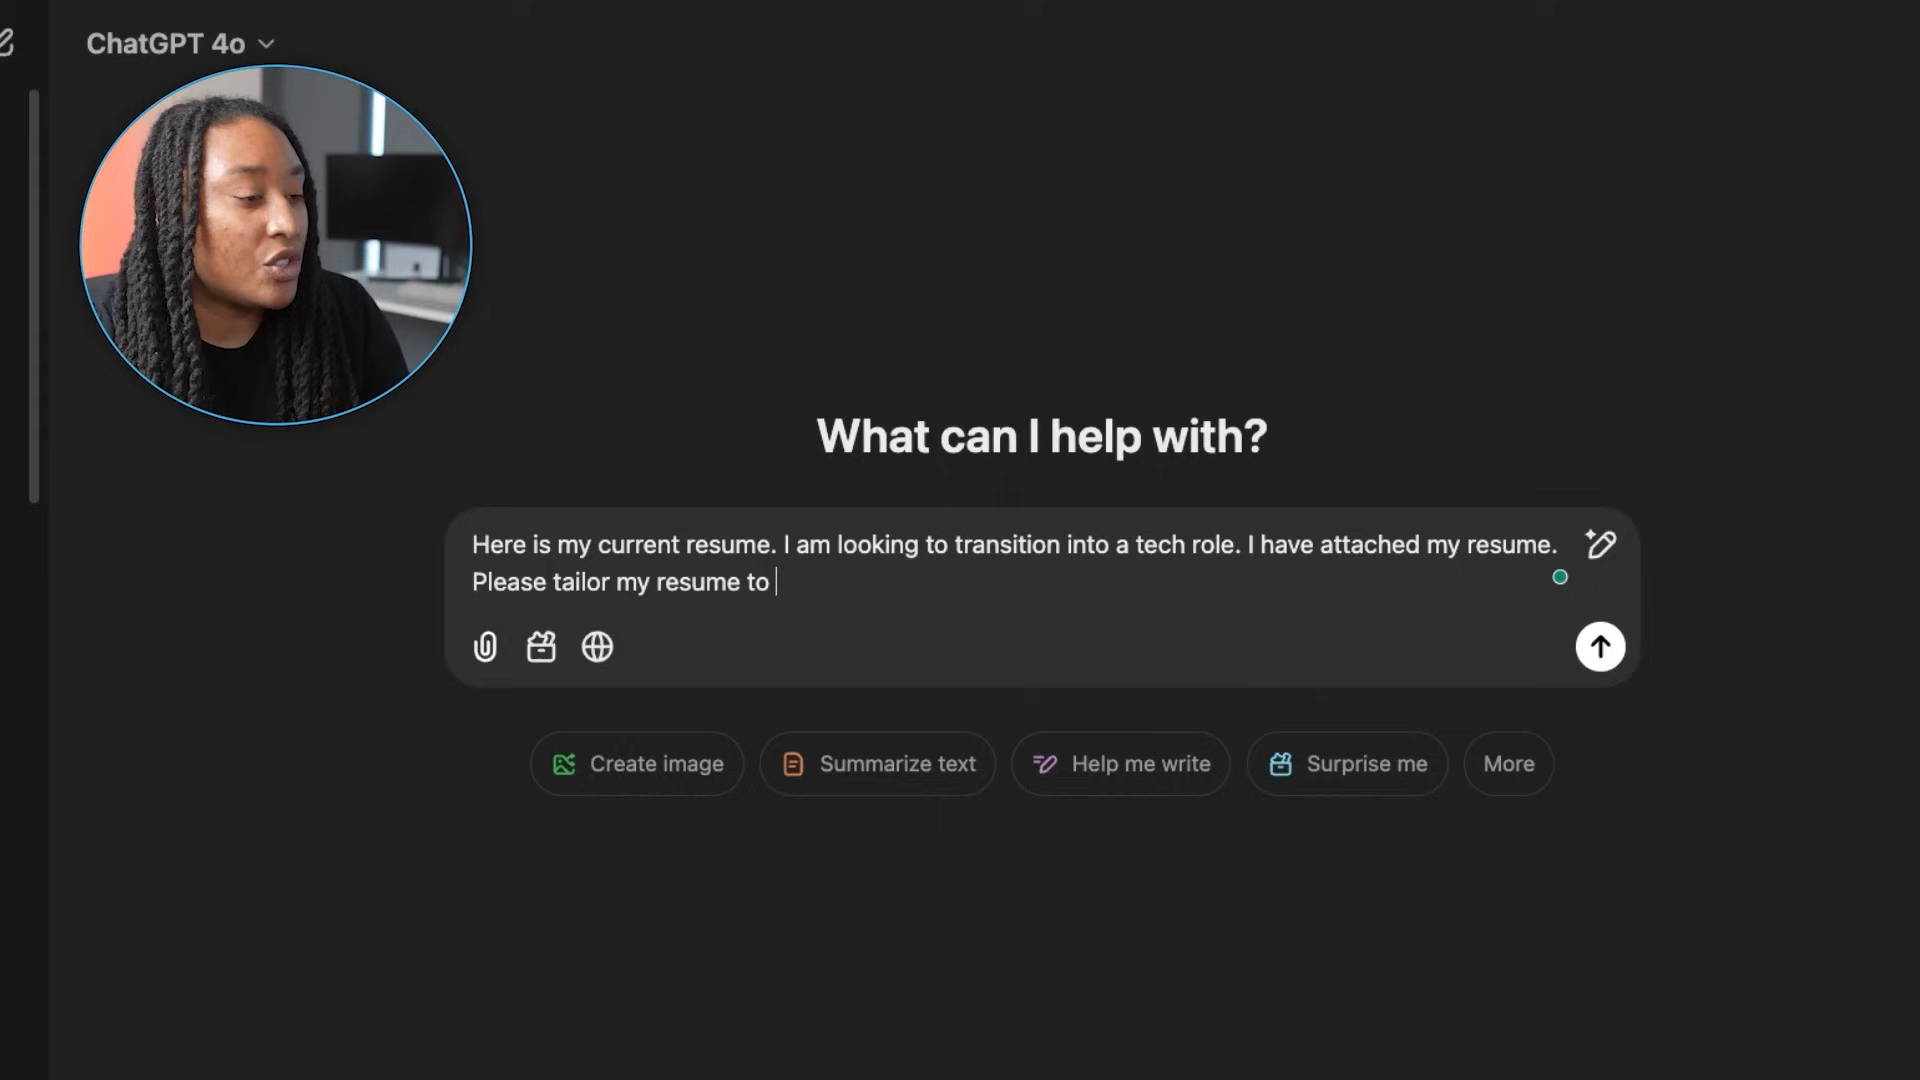 ChatGPT 4o
What can I help with?
Here is my current resume. I am looking to transition into a tech role. I have attached my resume.
Please tailor my resume to
Create image
Summarize text
Help me write
Surprise me
More